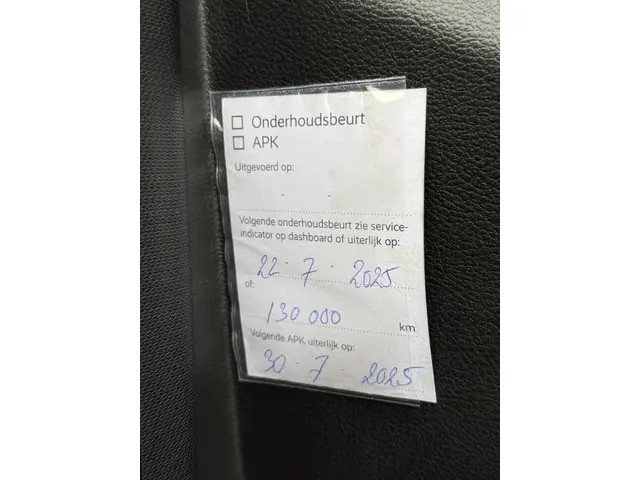 ☐ Onderhoudsbeurt
☐ APK
Uitgevoerd op:
- -
Volgende onderhoudsbeurt zie service-
indicator op dashboard of uiterlijk op:
22 - 7 - 2025
of:
130 000 km
Volgende APK uiterlijk op:
30 - 7 - 2025